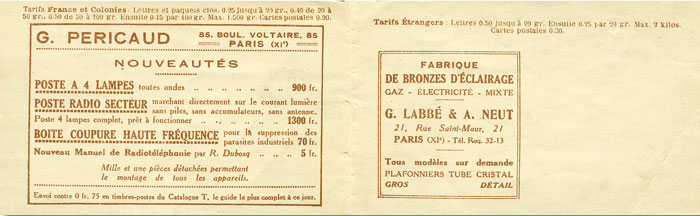 Tarifs France et Colonies : Lettres et paquets clos. 0.25 jusqu'à 20 gr. 0.40 de 20 à
50 gr., 0.50 de 50 à 100 gr. Ensuite 0.15 par 100 gr. Max. 1.500 gr. Cartes postales 0.20.
G. PERICAUD
85. BOUL. VOLTAIRE, 85
PARIS (XIe)
NOUVEAUTÉS
POSTE A 4 LAMPES toutes ondes .. .. .. .. .. .. 900 fr.
POSTE RADIO SECTEUR marchant directement sur le courant lumière
sans piles, sans accumulateurs, sans antenne.
Poste 4 lampes complet, prêt à fonctionner .. .. .. .. 1300 fr.
BOITE COUPURE HAUTE FRÉQUENCE pour la suppression des
parasites industriels 70 fr.
Nouveau Manuel de Radiotéléphonie par R. Dubosq .. .. 5 fr.
Mille et une pièces détachées permettant
le montage de tous les appareils.
Envoi contre 0 fr. 75 en timbres-postes du Catalogue T, le guide le plus complet à ce jour.
Tarifs Étrangers : Lettres 0.50 jusqu'à 20 gr. Ensuite 0.25 par 20 gr. Max. 2 kilos.
Cartes postales 0.30.
FABRIQUE
DE BRONZES D'ÉCLAIRAGE
GAZ - ÉLECTRICITÉ - MIXTE
G. LABBÉ & A. NEUT
21, Rue Saint-Maur, 21
PARIS (XIe) - Tél. Roq. 32-13
Tous modèles sur demande
PLAFONNIERS TUBE CRISTAL
GROS DÉTAIL